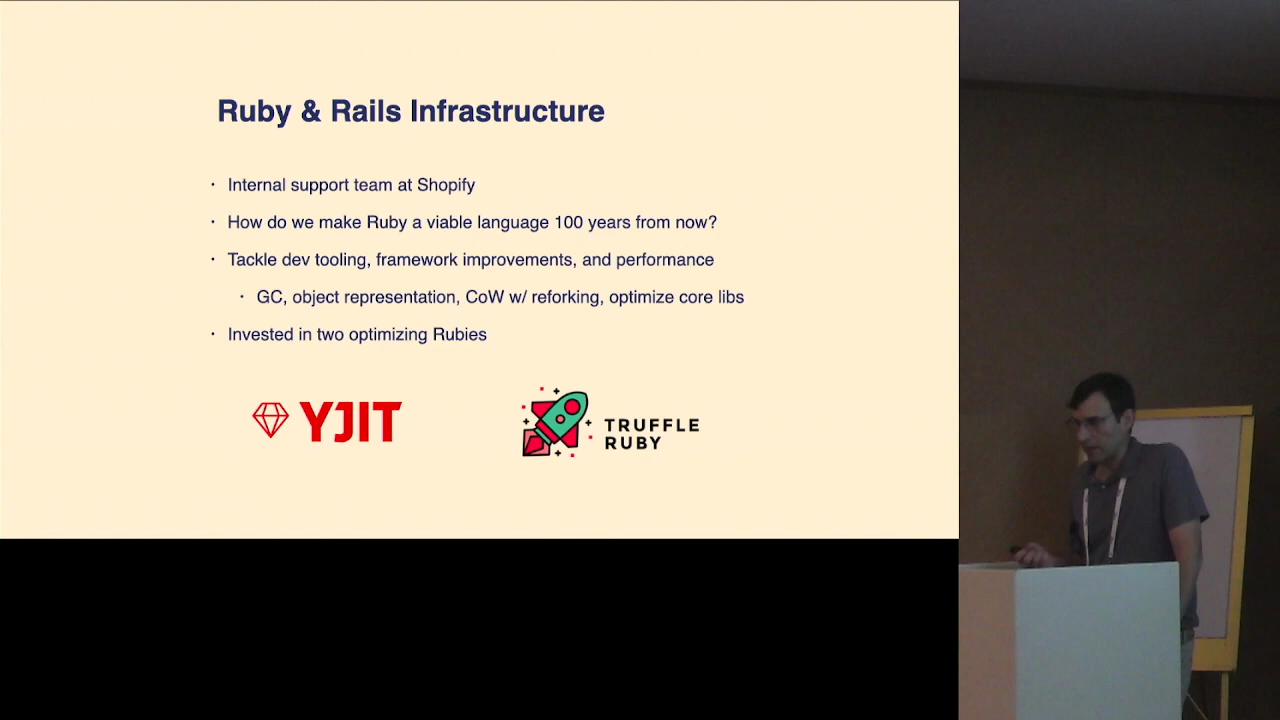 Ruby & Rails Infrastructure
· Internal support team at Shopify
· How do we make Ruby a viable language 100 years from now?
· Tackle dev tooling, framework improvements, and performance
· GC, object representation, CoW w/ reforking, optimize core libs
· Invested in two optimizing Rubies
YJIT
TRUFFLE
RUBY